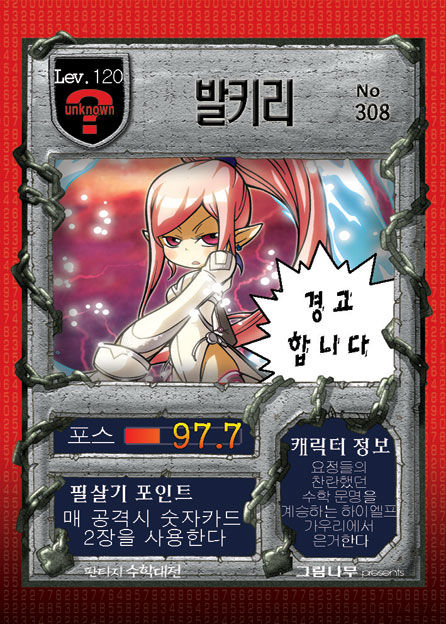 Lev. 120
unknown
?
발키리
No
308
경고
합니다
포스 97.7
필살기 포인트
매 공격시 숫자카드
2장을 사용한다
캐릭터 정보
요정들의
찬란했던
수학 문명을
계승하는 하이엘프
가우리에서
은거한다
판타지 수학대전
그림나무 presents